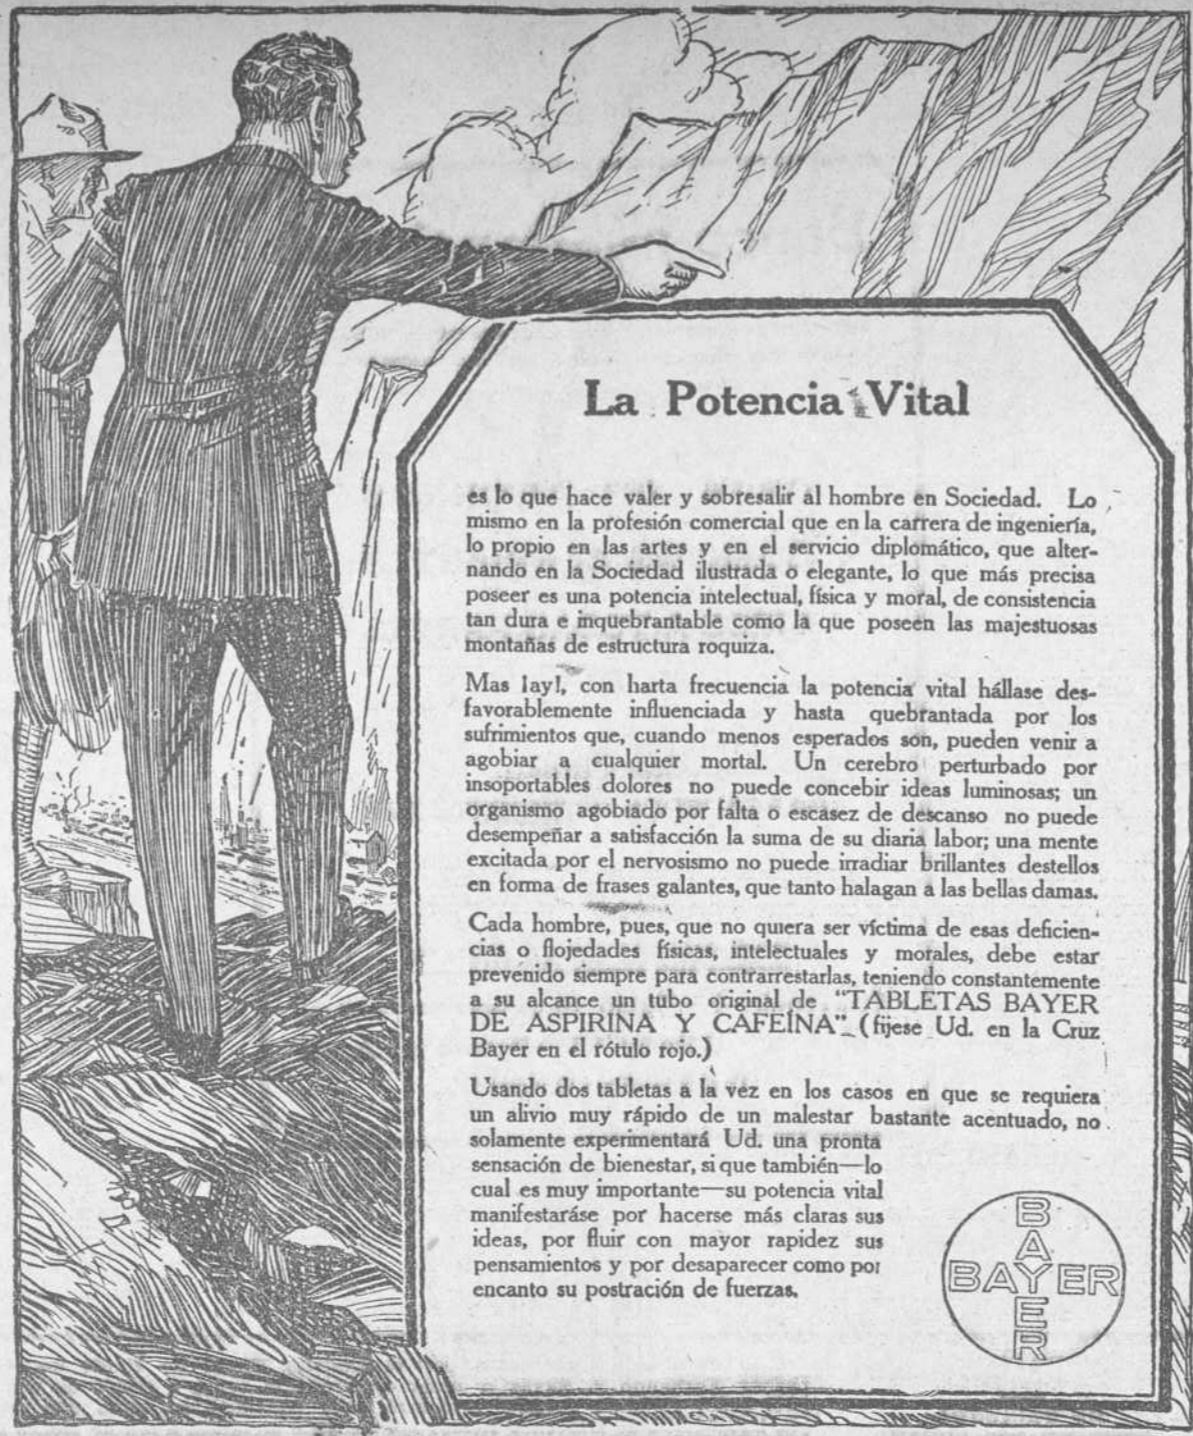 La Potencia Vital
es lo que hace valer y sobresalir al hombre en Sociedad. Lo
mismo en la profesión comercial que en la carrera de ingeniería,
lo propio en las artes y en el servicio diplomático, que alter-
nando en la Sociedad ilustrada o elegante, lo que más precisa
poseer es una potencia intelectual, física y moral, de consistencia
tan dura e inquebrantable como la que poseen las majestuosas
montañas de estructura roquiza.
Mas ¡ay!, con harta frecuencia la potencia vital hállase des-
favorablemente influenciada y hasta quebrantada por los
sufrimientos que, cuando menos esperados son, pueden venir a
agobiar a cualquier mortal. Un cerebro perturbado por
insoportables dolores no puede concebir ideas luminosas; un
organismo agobiado por falta o escasez de descanso no puede
desempeñar a satisfacción la suma de su diaria labor; una mente
excitada por el nervosismo no puede irradiar brillantes destellos
en forma de frases galantes, que tanto halagan a las bellas damas.
Cada hombre, pues, que no quiera ser víctima de esas deficien-
cias o flojedades físicas, intelectuales y morales, debe estar
prevenido siempre para contrarrestarlas, teniendo constantemente
a su alcance un tubo original de "TABLETAS BAYER
DE ASPIRINA Y CAFEÍNA" (fíjese Ud. en la Cruz
Bayer en el rótulo rojo.)
Usando dos tabletas a la vez en los casos en que se requiera
un alivio muy rápido de un malestar bastante acentuado, no
solamente experimentará Ud. una pronta
sensación de bienestar, si que también—lo
cual es muy importante—su potencia vital
manifestaráse por hacerse más claras sus
ideas, por fluir con mayor rapidez sus
pensamientos y por desaparecer como por
encanto su postración de fuerzas.
BAYER
BAYER